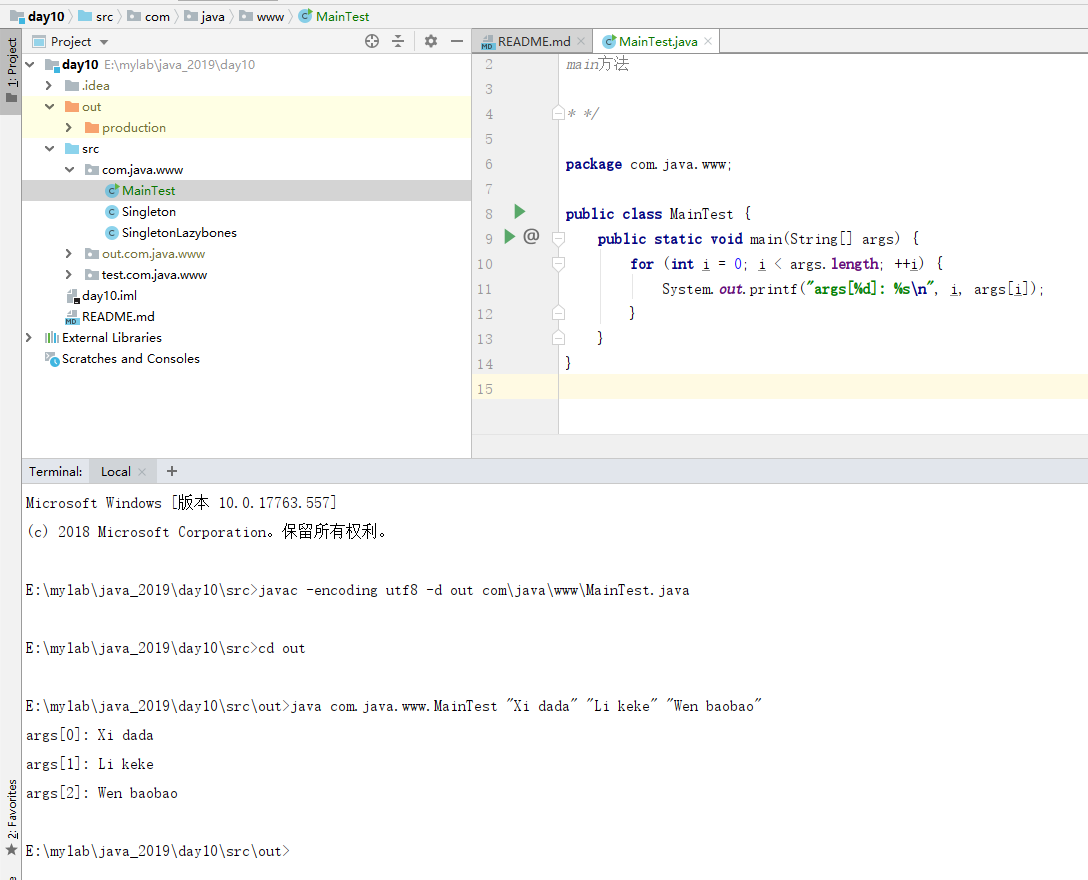 day10 src com java www MainTest
1: Project
Project
day10 E:\mylab\java_2019\day10
.idea
out
production
src
com.java.www
MainTest
Singleton
SingletonLazybones
out.com.java.www
test.com.java.www
day10.iml
README.md
External Libraries
Scratches and Consoles
README.md MainTest.java
2 main方法
3
4 * */
5
6 package com.java.www;
7
8 public class MainTest {
9 @ public static void main(String[] args) {
10 for (int i = 0; i < args.length; ++i) {
11 System.out.printf("args[%d]: %s\n", i, args[i]);
12 }
13 }
14 }
15
Terminal: Local +
Microsoft Windows [版本 10.0.17763.557]
(c) 2018 Microsoft Corporation。保留所有权利。
E:\mylab\java_2019\day10\src>javac -encoding utf8 -d out com\java\www\MainTest.java
E:\mylab\java_2019\day10\src>cd out
E:\mylab\java_2019\day10\src\out>java com.java.www.MainTest "Xi dada" "Li keke" "Wen baobao"
args[0]: Xi dada
args[1]: Li keke
args[2]: Wen baobao
E:\mylab\java_2019\day10\src\out>
2: Favorites